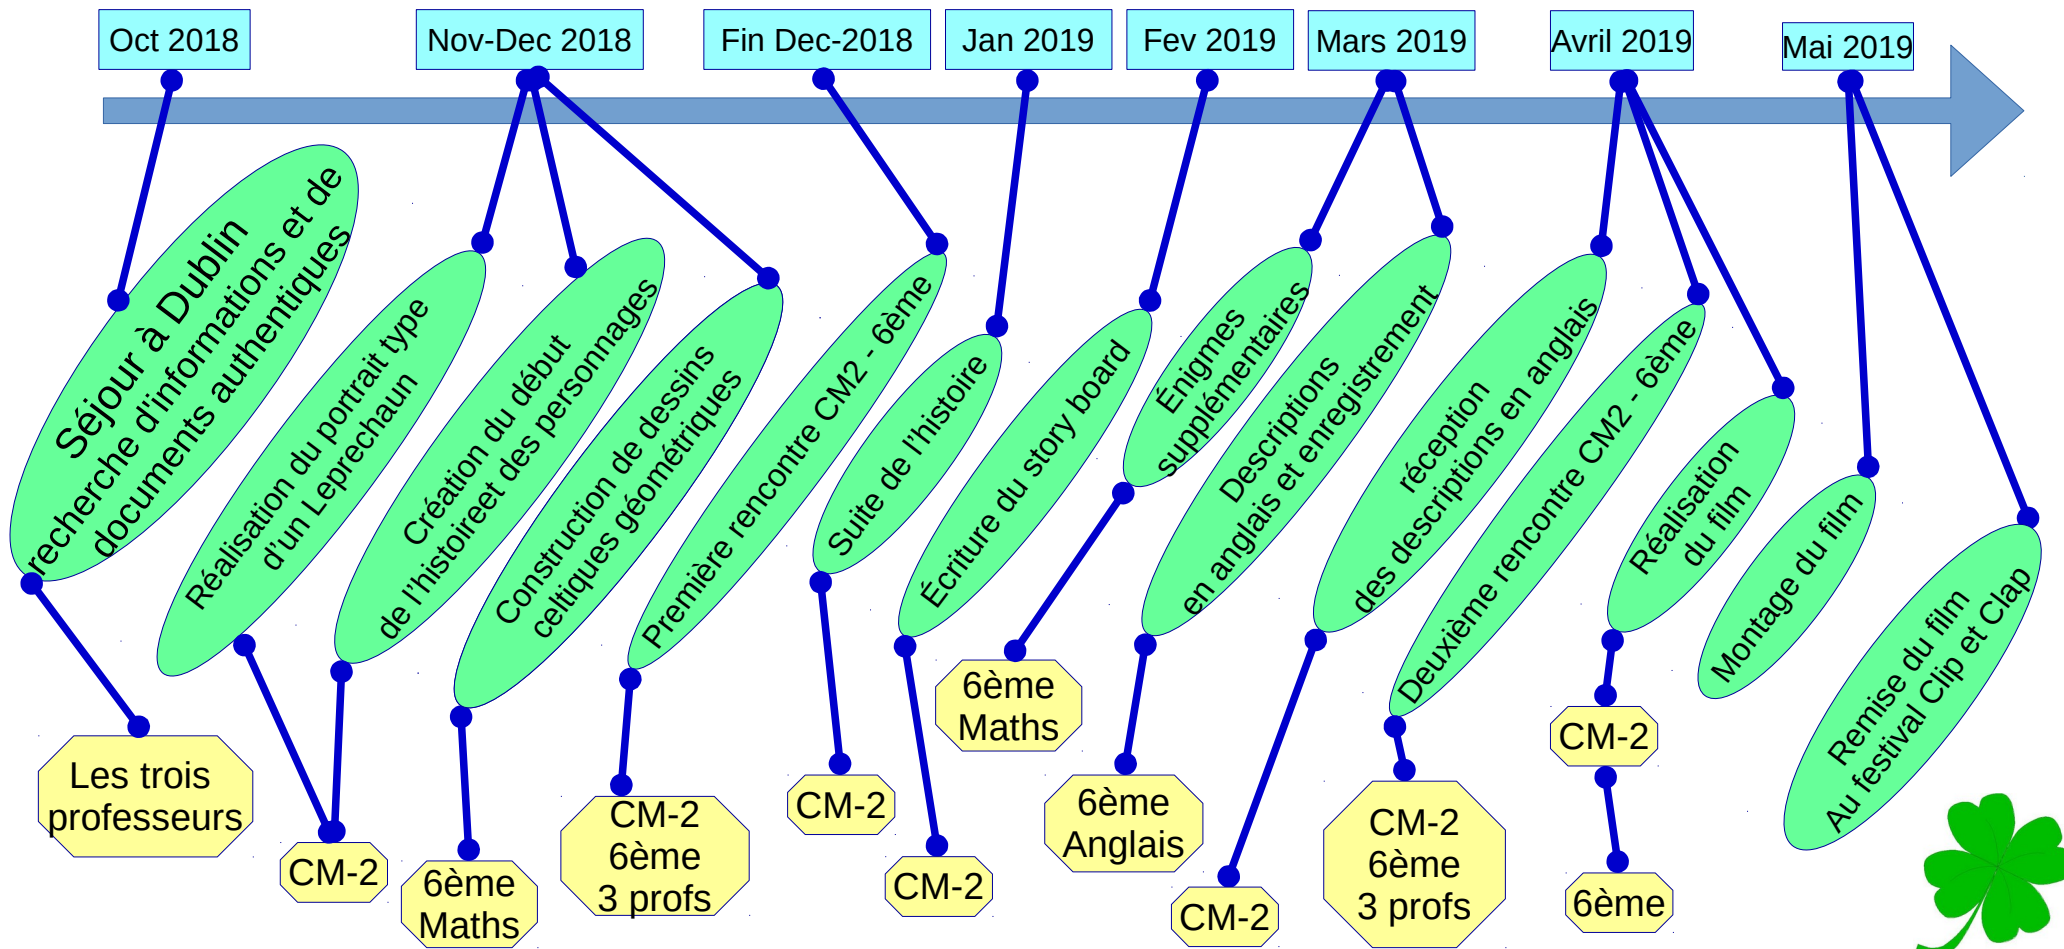 Oct 2018
Nov-Dec 2018
Fin Dec-2018
Jan 2019
Fev 2019
Mars 2019
Avril 2019
Mai 2019
Séjour à Dublin
recherche d'informations et de
documents authentiques
Réalisation du portrait type
d'un Leprechaun
Création du début
de l'histoireet des personnages
Construction de dessins
celtiques géométriques
Première rencontre CM2 - 6ème
Suite de l'histoire
Écriture du story board
Énigmes
supplémentaires
Descriptions
en anglais et enregistrement
réception
des descriptions en anglais
Deuxième rencontre CM2 - 6ème
Réalisation
du film
Montage du film
Remise du film
Au festival Clip et Clap
Les trois
professeurs
CM-2
6ème
Maths
CM-2
6ème
3 profs
CM-2
CM-2
6ème
Maths
6ème
Anglais
CM-2
CM-2
6ème
3 profs
CM-2
6ème